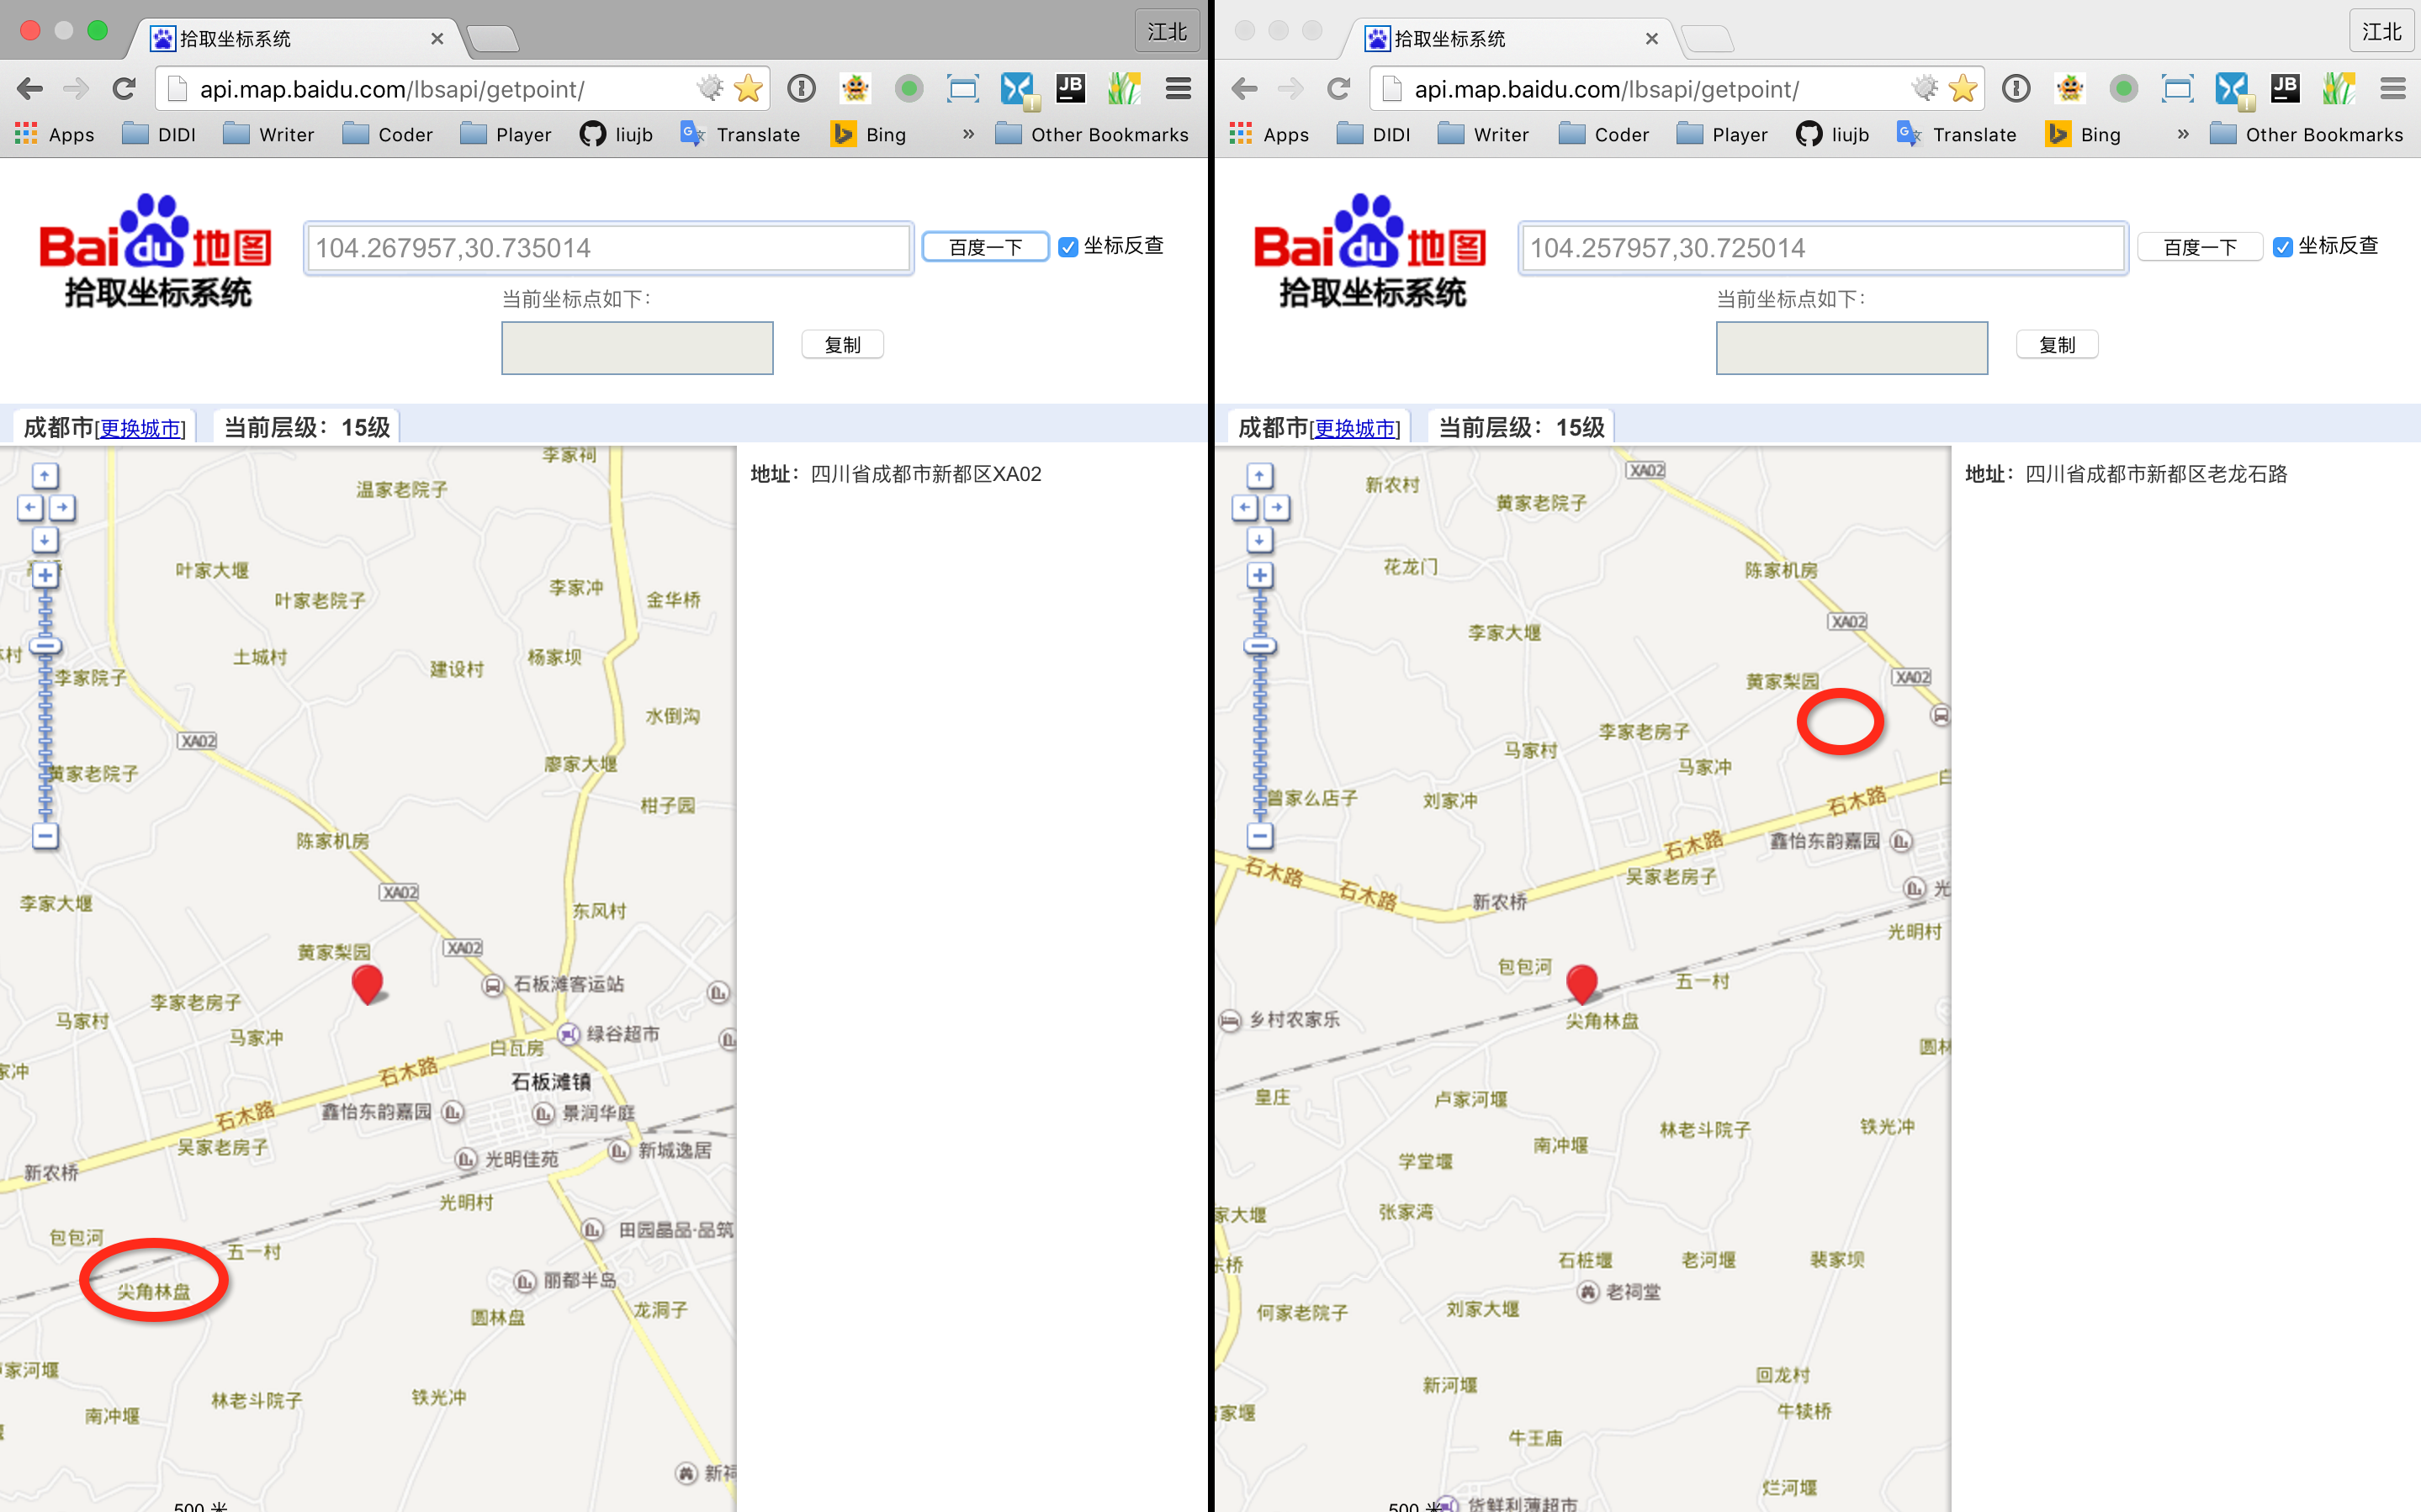 拾取坐标系统
江北
api.map.baidu.com/lbsapi/getpoint/
Apps DIDI Writer Coder Player liujb Translate Bing » Other Bookmarks
Bai du 地图
拾取坐标系统
104.267957,30.735014
百度一下
坐标反查
当前坐标点如下：
复制
成都市[更换城市]
当前层级：15级
地址：四川省成都市新都区XA02
李家祠
温家老院子
叶家大堰
叶家老院子
李家冲
金华桥
土城村
建设村
杨家坝
李家院子
水倒沟
XA02
黄家老院子
廖家大堰
柑子园
陈家机房
XA02
李家大堰
东风村
黄家梨园
XA02
石板滩客运站
李家老房子
马家村
马家冲
绿谷超市
白瓦房
石木路
石板滩镇
石木路
鑫怡东韵嘉园
景润华庭
吴家老房子
新城逸居
新农桥
光明佳苑
光明村
包包河
田园晶品·品筑
五一村
尖角林盘
丽都半岛
圆林盘
龙洞子
家河堰
林老斗院子
铁光冲
南冲堰
500 米
拾取坐标系统
江北
api.map.baidu.com/lbsapi/getpoint/
Apps DIDI Writer Coder Player liujb Translate Bing » Other Bookmarks
Bai du 地图
拾取坐标系统
104.257957,30.725014
百度一下
坐标反查
当前坐标点如下：
复制
成都市[更换城市]
当前层级：15级
地址：四川省成都市新都区老龙石路
XA02
新农村
黄家老院子
花龙门
陈家机房
XA02
李家大堰
XA02
黄家梨园
李家老房子
马家村
马家冲
曾家么店子
刘家冲
石木路
石木路
鑫怡东韵嘉园
石木路
石木路
吴家老房子
新农桥
光
光明村
包包河
五一村
乡村农家乐
尖角林盘
圆林
皇庄
卢家河堰
林老斗院子
铁光冲
南冲堰
学堂堰
张家湾
家大堰
石桩堰
老河堰
裴家坝
老祠堂
何家老院子
刘家大堰
回龙村
新河堰
牛犊桥
家堰
牛王庙
烂河堰
500 米
货鲜利薄超市